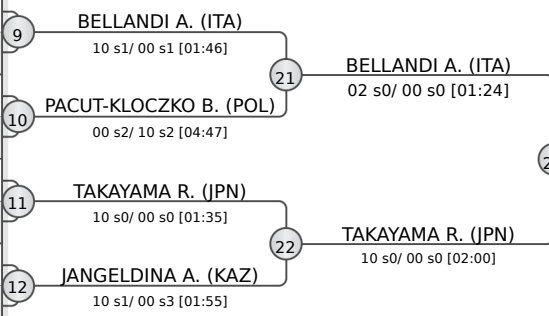 9
BELLANDI A. (ITA)
10 s1/ 00 s1 [01:46]
21
BELLANDI A. (ITA)
02 s0/ 00 s0 [01:24]
10
PACUT-KLOCZKO B. (POL)
00 s2/ 10 s2 [04:47]
11
TAKAYAMA R. (JPN)
10 s0/ 00 s0 [01:35]
22
TAKAYAMA R. (JPN)
10 s0/ 00 s0 [02:00]
12
JANGELDINA A. (KAZ)
10 s1/ 00 s3 [01:55]